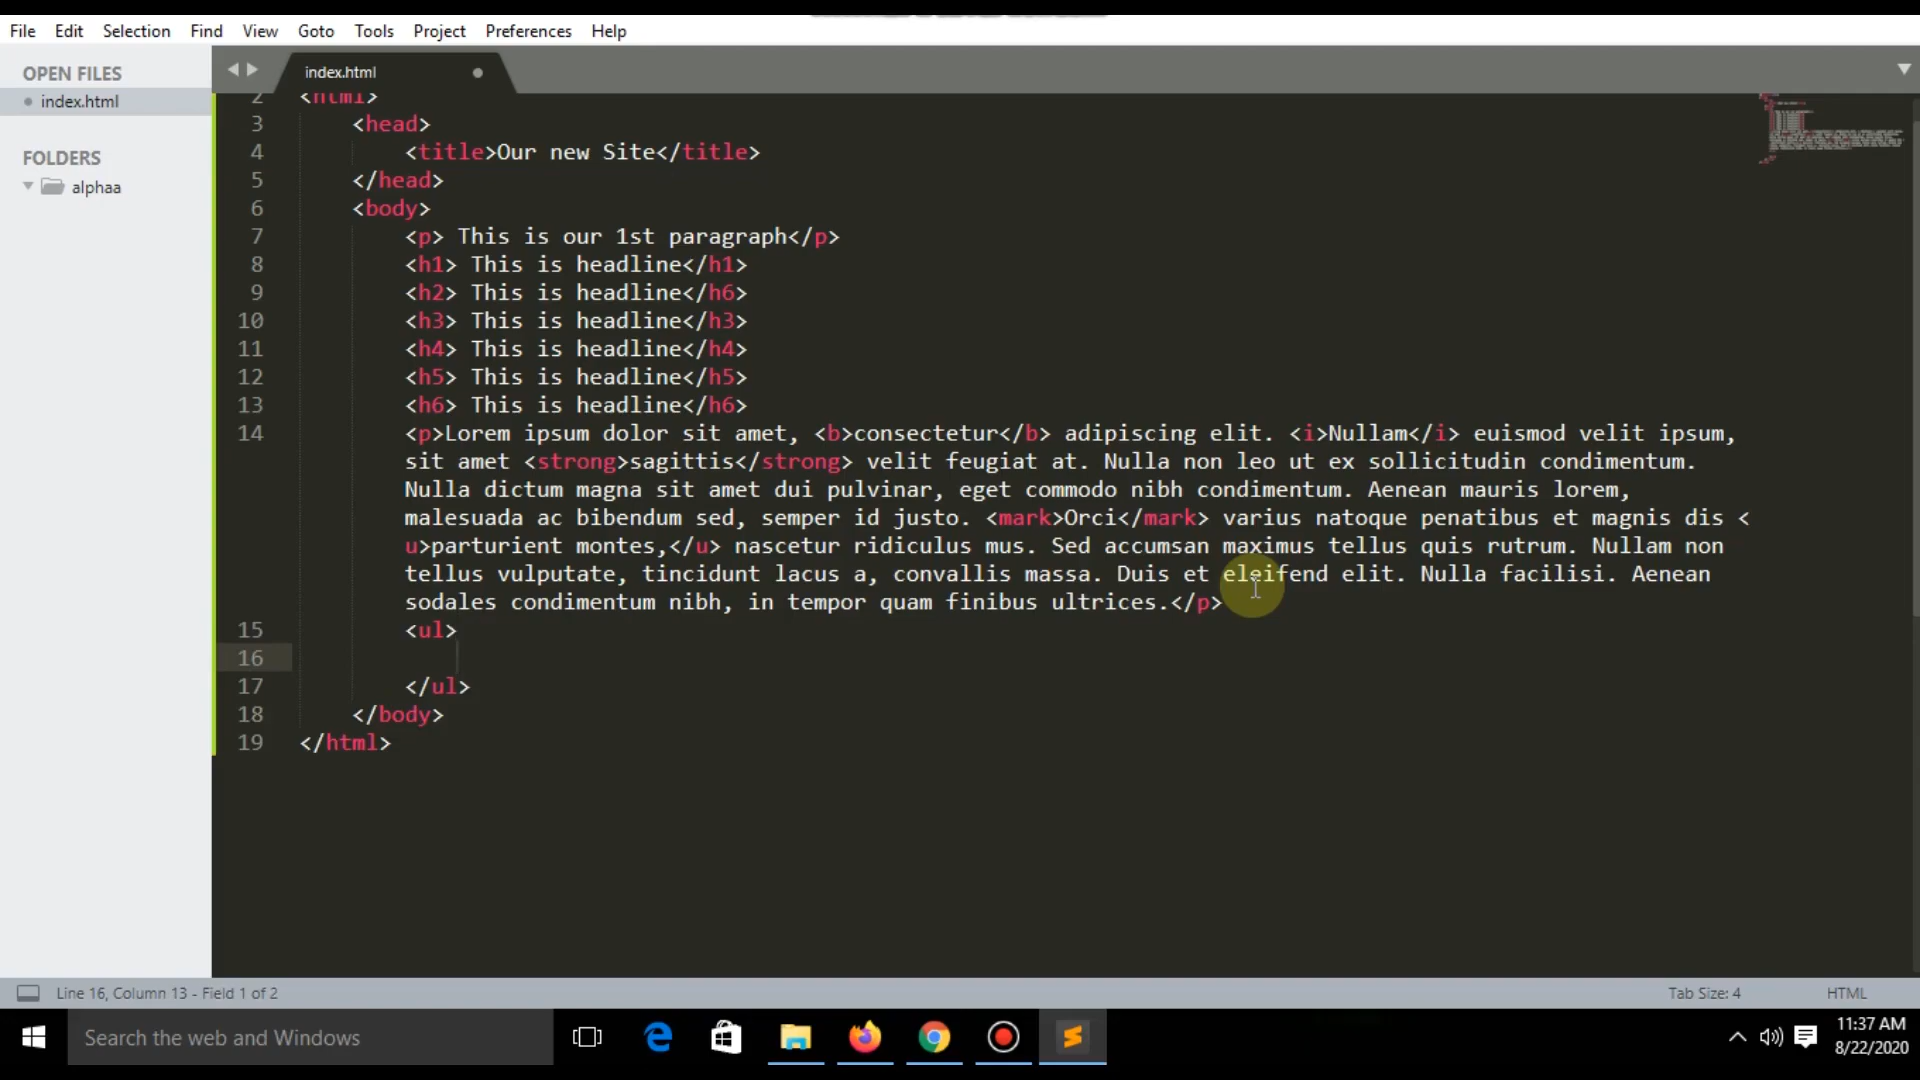 File Edit Selection Find View Goto Tools Project Preferences Help
OPEN FILES
index.html
FOLDERS
alphaa
index.html
2 <html>
3 <head>
4 <title>Our new Site</title>
5 </head>
6 <body>
7 <p> This is our 1st paragraph</p>
8 <h1> This is headline</h1>
9 <h2> This is headline</h6>
10 <h3> This is headline</h3>
11 <h4> This is headline</h4>
12 <h5> This is headline</h5>
13 <h6> This is headline</h6>
14 <p>Lorem ipsum dolor sit amet, <b>consectetur</b> adipiscing elit. <i>Nullam</i> euismod velit ipsum,
sit amet <strong>sagittis</strong> velit feugiat at. Nulla non leo ut ex sollicitudin condimentum.
Nulla dictum magna sit amet dui pulvinar, eget commodo nibh condimentum. Aenean mauris lorem,
malesuada ac bibendum sed, semper id justo. <mark>Orci</mark> varius natoque penatibus et magnis dis <
u>parturient montes,</u> nascetur ridiculus mus. Sed accumsan maximus tellus quis rutrum. Nullam non
tellus vulputate, tincidunt lacus a, convallis massa. Duis et eleifend elit. Nulla facilisi. Aenean
sodales condimentum nibh, in tempor quam finibus ultrices.</p>
15 <ul>
16
17 </ul>
18 </body>
19 </html>
Line 16, Column 13 - Field 1 of 2
Tab Size: 4
HTML
Search the web and Windows
11:37 AM
8/22/2020